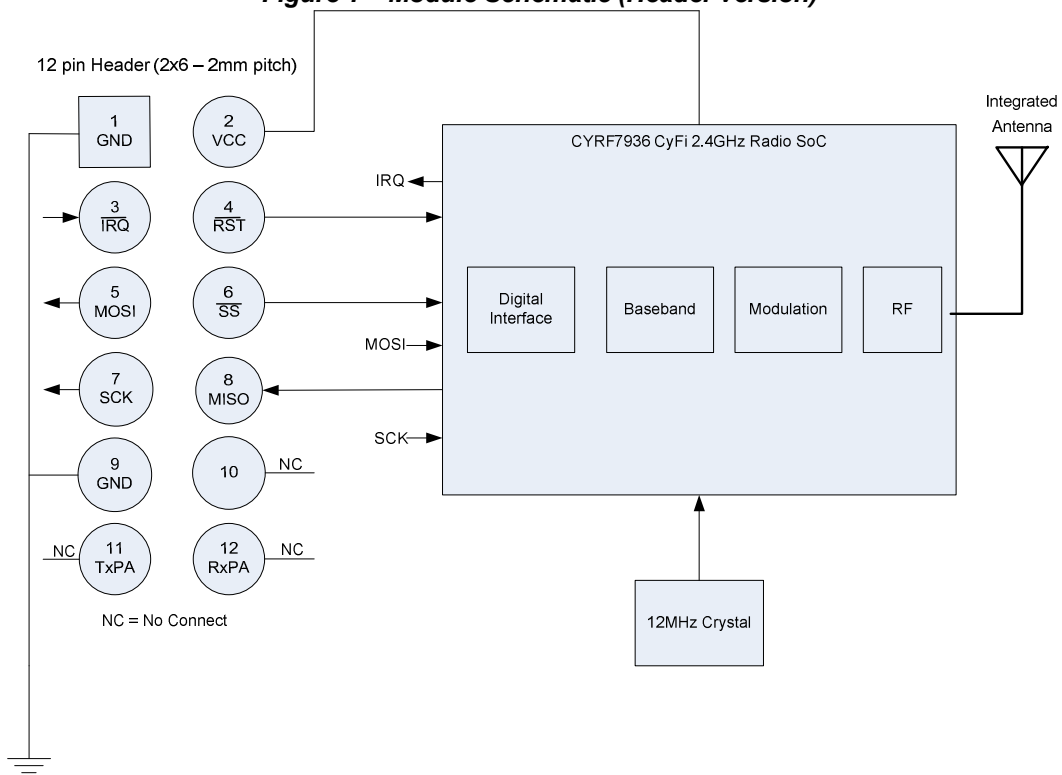 Figure 1 – Module Schematic (Header Version)
12 pin Header (2x6 – 2mm pitch)
1
GND
2
VCC
3
IRQ
4
RST
5
MOSI
6
SS
7
SCK
8
MISO
9
GND
10
NC
NC
11
TxPA
12
RxPA
NC
NC = No Connect
CYRF7936 CyFi 2.4GHz Radio SoC
IRQ
MOSI
SCK
Digital
Interface
Baseband
Modulation
RF
Integrated
Antenna
12MHz Crystal